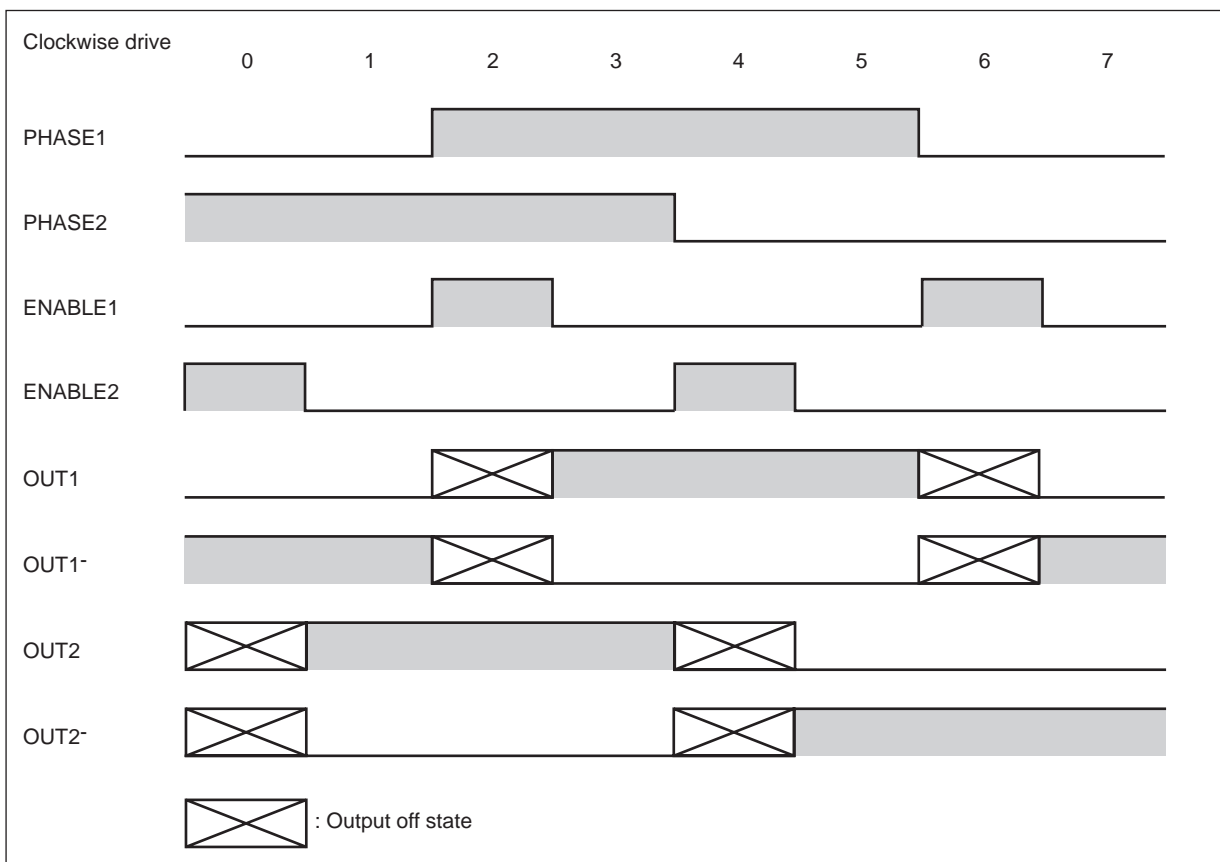 Clockwise drive
0 1 2 3 4 5 6 7
PHASE1
PHASE2
ENABLE1
ENABLE2
OUT1
OUT1-
OUT2
OUT2-
: Output off state